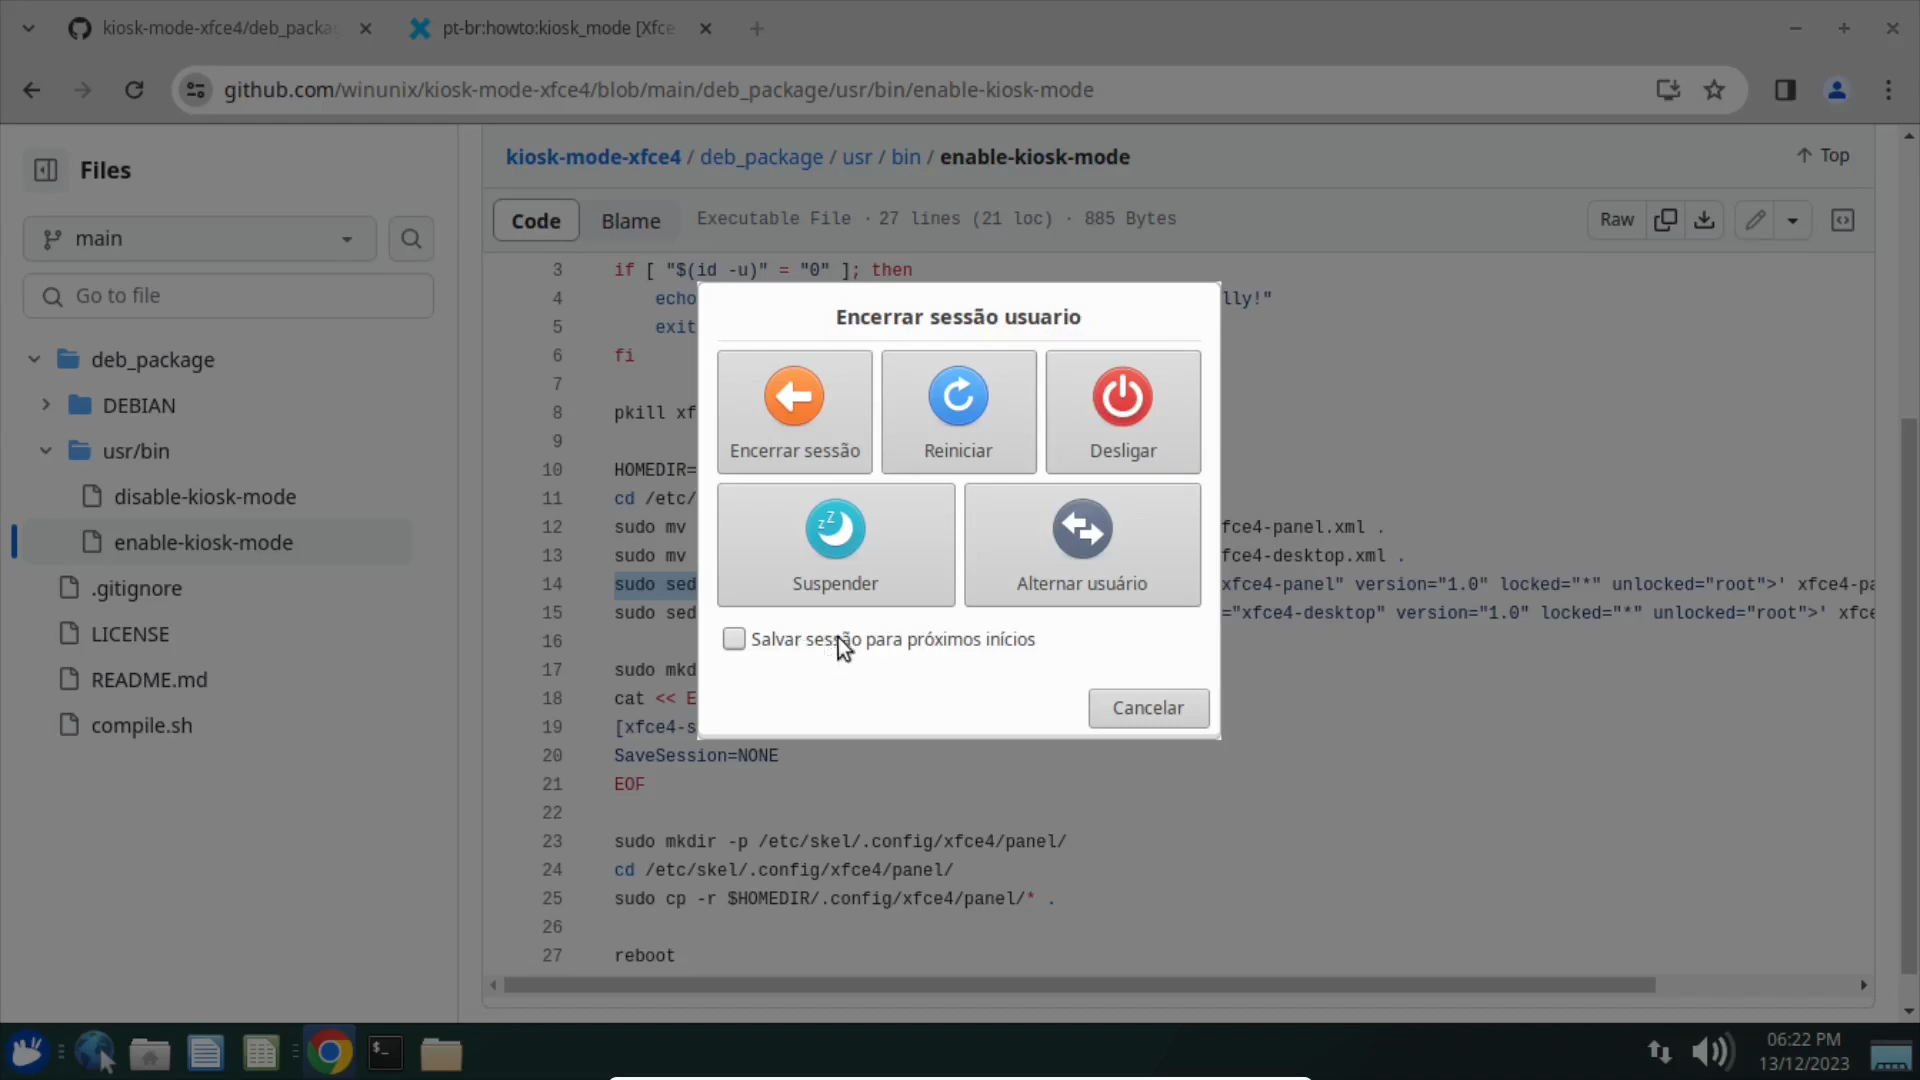 kiosk-mode-xfce4/deb_packa
pt-br:howto:kiosk_mode [Xfce
github.com/winunix/kiosk-mode-xfce4/blob/main/deb_package/usr/bin/enable-kiosk-mode
Files
main
Go to file
deb_package
DEBIAN
usr/bin
disable-kiosk-mode
enable-kiosk-mode
.gitignore
LICENSE
README.md
compile.sh
kiosk-mode-xfce4 / deb_package / usr / bin / enable-kiosk-mode
Top
Code Blame Executable File · 27 lines (21 loc) · 885 Bytes
Raw
3 if [ "$(id -u)" = "0" ]; then
4 echo lly!"
5 exit
6 fi
7
8 pkill xf
9
10 HOMEDIR=
11 cd /etc/
12 sudo mv fce4-panel.xml .
13 sudo mv fce4-desktop.xml .
14 sudo sed xfce4-panel" version="1.0" locked="*" unlocked="root">' xfce4-pa
15 sudo sed ="xfce4-desktop" version="1.0" locked="*" unlocked="root">' xfce
16
17 sudo mkd
18 cat << E
19 [xfce4-s
20 SaveSession=NONE
21 EOF
22
23 sudo mkdir -p /etc/skel/.config/xfce4/panel/
24 cd /etc/skel/.config/xfce4/panel/
25 sudo cp -r $HOMEDIR/.config/xfce4/panel/* .
26
27 reboot
Encerrar sessão usuario
Encerrar sessão
Reiniciar
Desligar
zZ
Suspender
Alternar usuário
Salvar sessão para próximos inícios
Cancelar
06:22 PM
13/12/2023